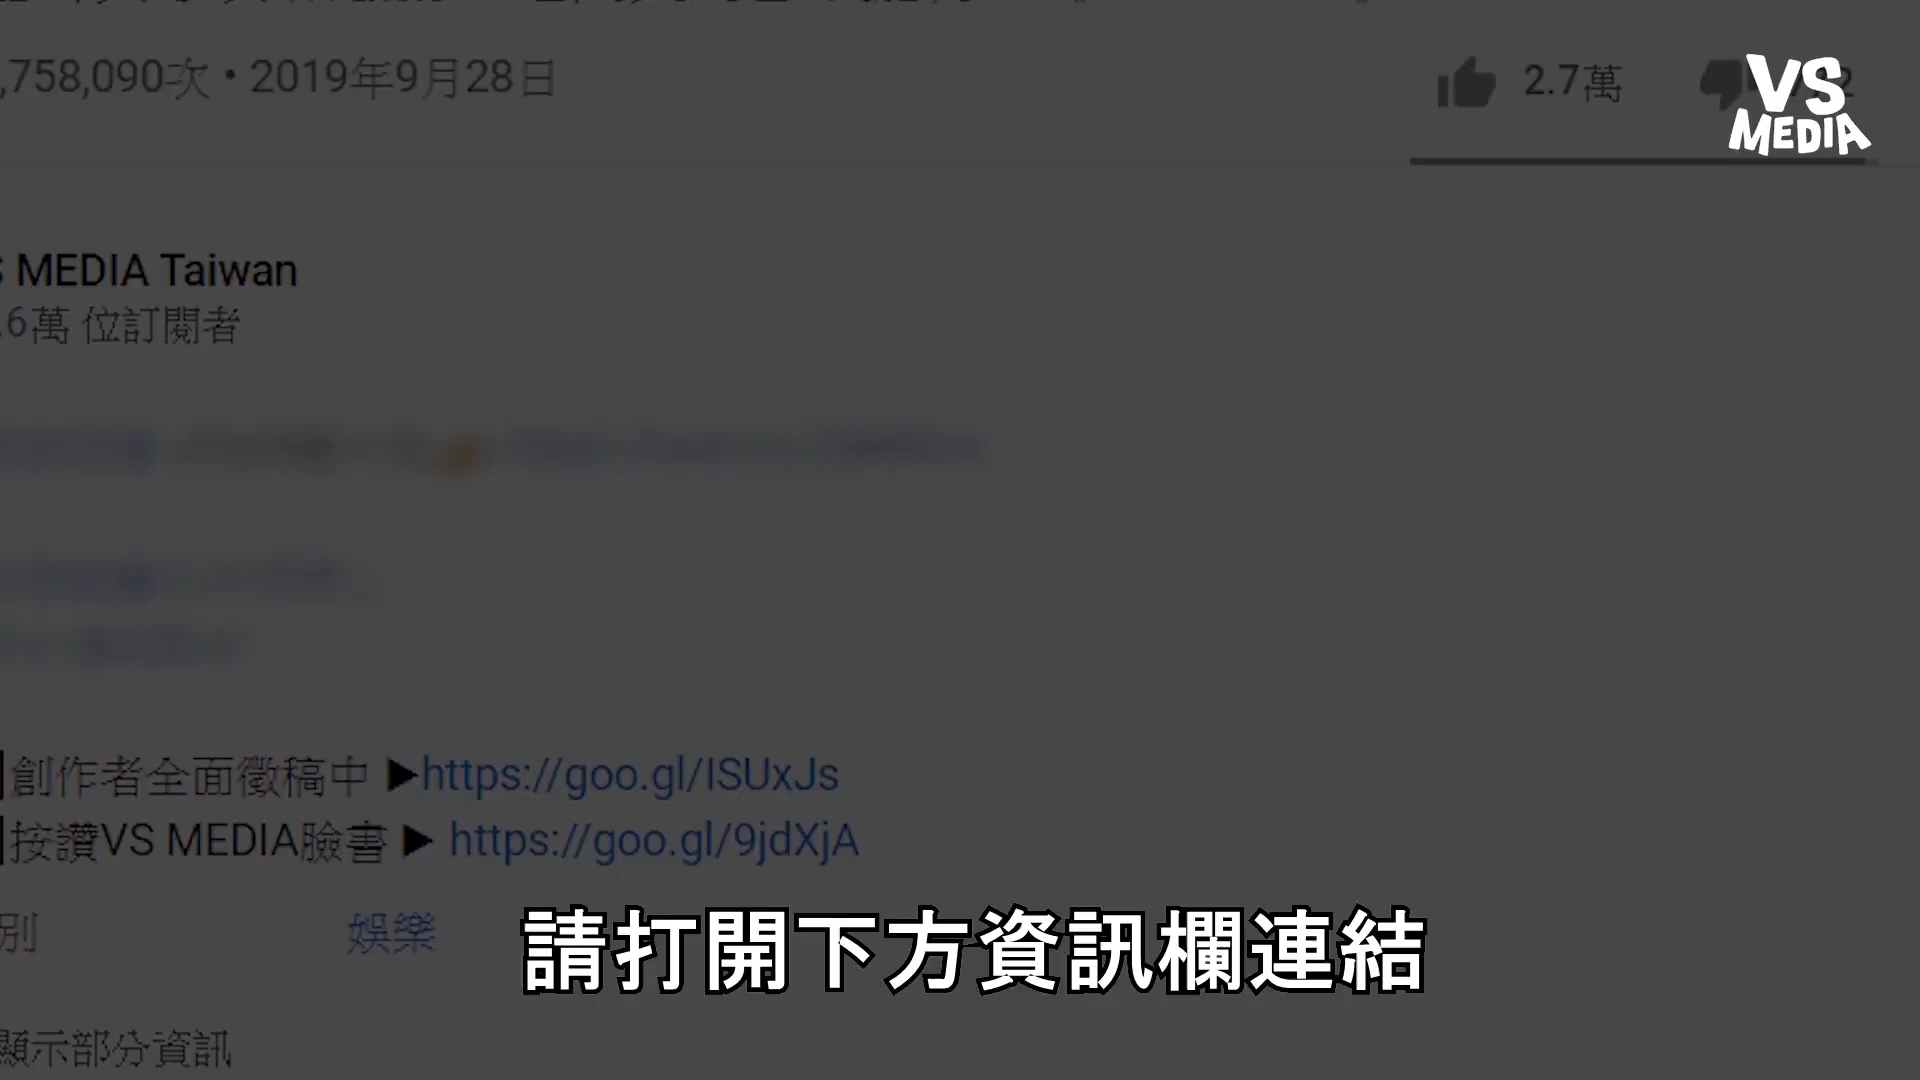 ,758,090次 • 2019年9月28日
2.7萬
VS
MEDIA
MEDIA Taiwan
6萬 位訂閱者
創作者全面徵稿中 ▶https://goo.gl/ISUxJs
按讚VS MEDIA臉書 ▶ https://goo.gl/9jdXjA
別 娛樂
請打開下方資訊欄連結
顯示部分資訊